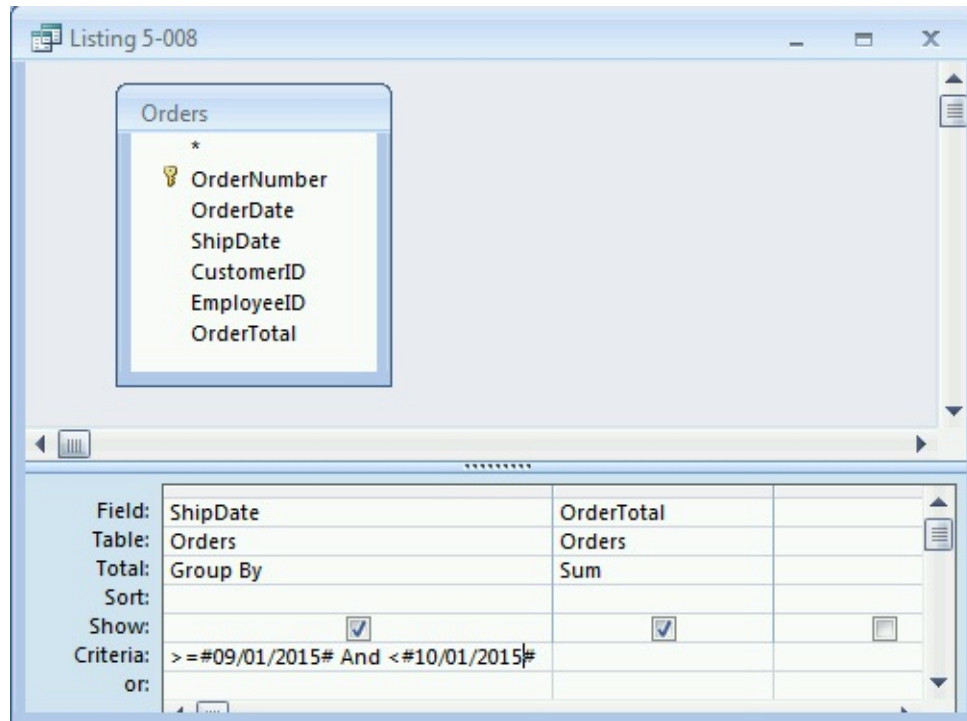 Listing 5-008
Orders
*
OrderNumber
OrderDate
ShipDate
CustomerID
EmployeeID
OrderTotal
Field: ShipDate OrderTotal
Table: Orders Orders
Total: Group By Sum
Sort:
Show:
Criteria: >=#09/01/2015# And <#10/01/2015#
or: